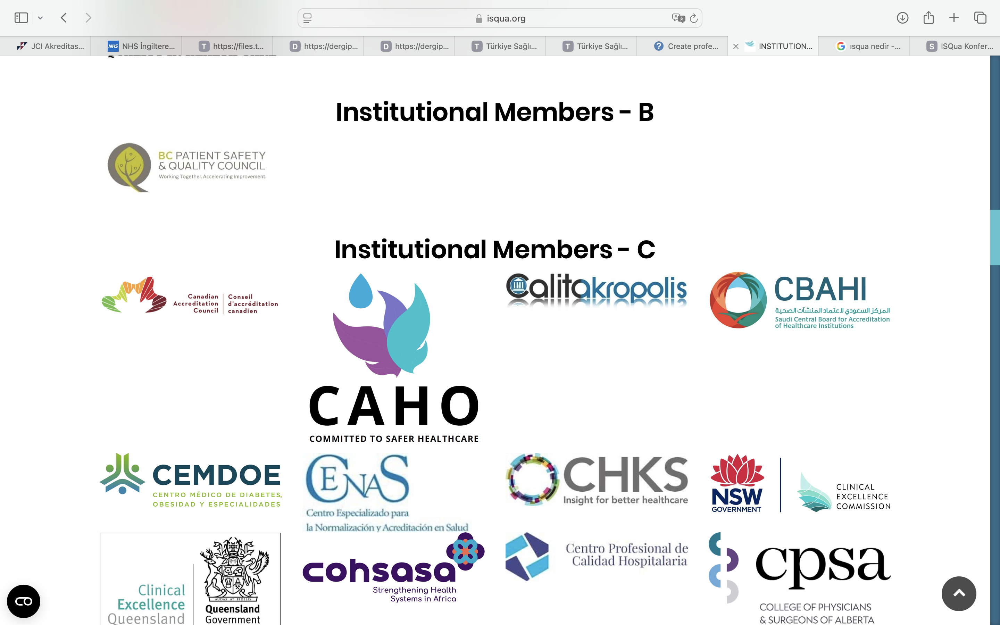 isqua.org
JCI Akreditas...
NHS
NHS İngiltere...
T
https://files.t...
D
https://dergip...
D
https://dergip...
T
Türkiye Sağlı...
T
Türkiye Sağlı...
?
Create profe...
INSTITUTION...
G
ısqua nedir -...
S
ISQua Konfer...
Institutional Members - B
BC PATIENT SAFETY
& QUALITY COUNCIL
Working Together. Accelerating Improvement.
Institutional Members - C
Canadian
Accreditation
Council
Conseil
d'accréditation
canadien
CAHO
COMMITTED TO SAFER HEALTHCARE
Calitakropolis
CBAHI
المركز السعودي لاعتماد المنشآت الصحية
Saudi Central Board for Accreditation
of Healthcare Institutions
CEMDOE
CENTRO MÉDICO DE DIABETES,
OBESIDAD Y ESPECIALIDADES
CENAS
Centro Especializado para
la Normalización y Acreditación en Salud
CHKS
Insight for better healthcare
NSW
GOVERNMENT
CLINICAL
EXCELLENCE
COMMISSION
Clinical
Excellence
Queensland
AUDAX AT FIDELIS
Queensland
Government
cohsasa
Strengthening Health
Systems in Africa
Centro Profesional de
Calidad Hospitalaria
cpsa
COLLEGE OF PHYSICIANS
& SURGEONS OF ALBERTA